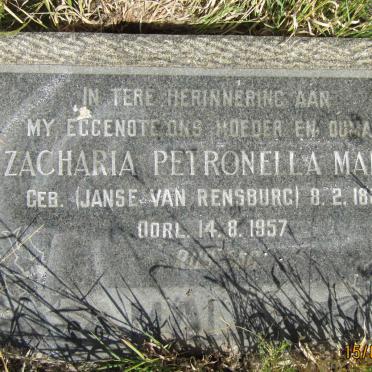 IN TERE HERINNERING AAN
MY EGGENOTE ONS MOEDER EN OUMA
ZACHARIA PETRONELLA MA
GEB. (JANSE VAN RENSBURG) 8.2.18
OORL. 14.8.1957
15